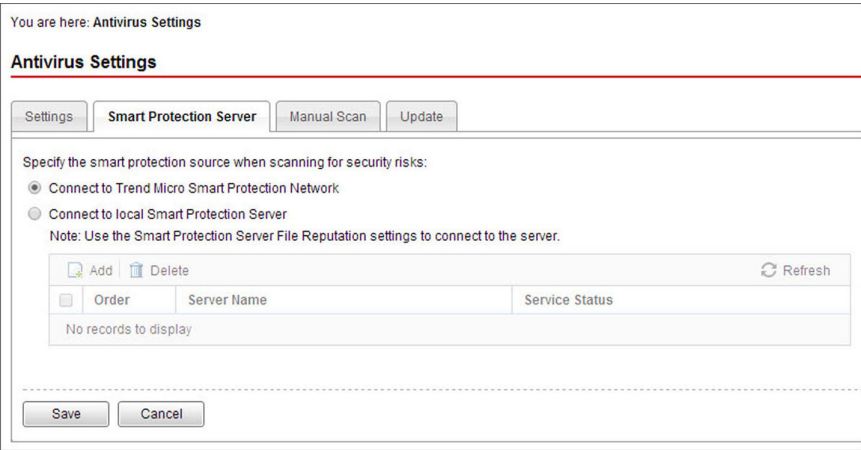 You are here: Antivirus Settings
Antivirus Settings
Settings Smart Protection Server Manual Scan Update
Specify the smart protection source when scanning for security risks:
Connect to Trend Micro Smart Protection Network
Connect to local Smart Protection Server
Note: Use the Smart Protection Server File Reputation settings to connect to the server.
Add Delete Refresh
Order Server Name Service Status
No records to display
Save Cancel